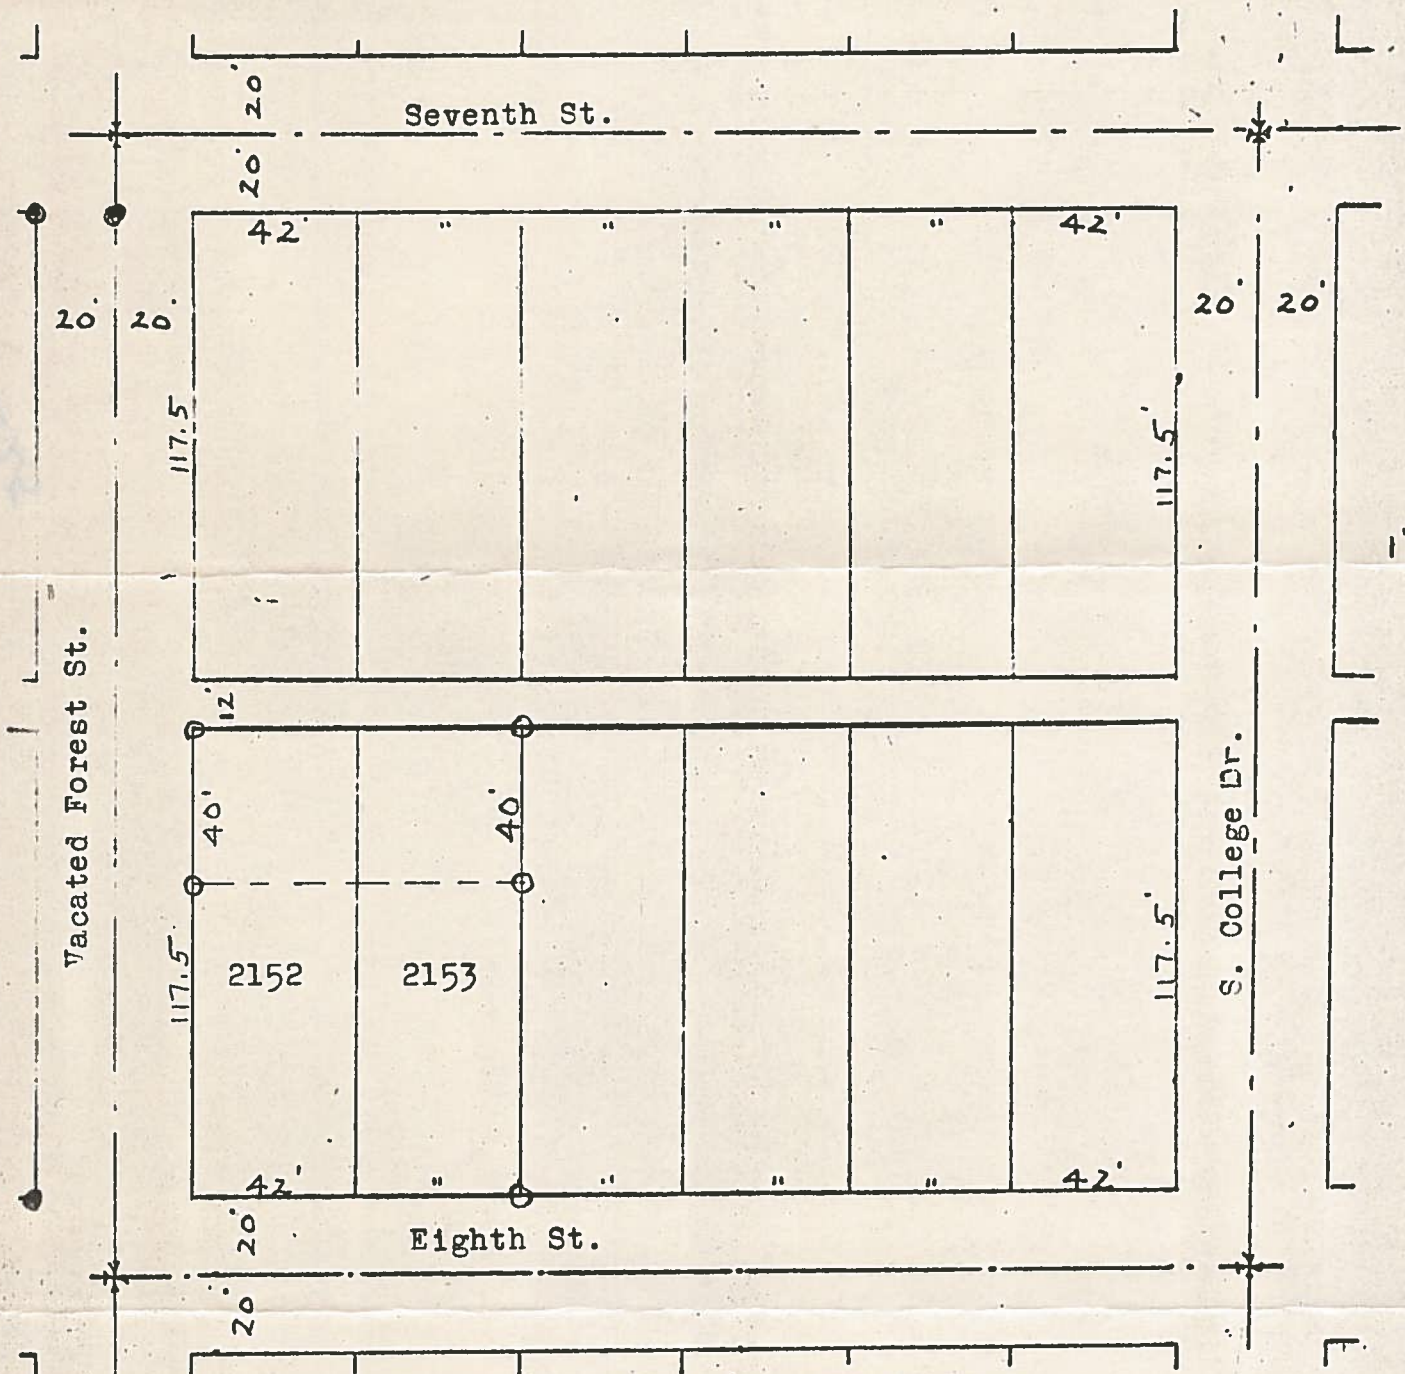 20'
Seventh St.
20'
42' " " " " 42'
20' 20'
20' 20'
117.5
117.5'
12'
Vacated Forest St.
40' 40'
S. College Dr.
117.5'
117.5'
2152 2153
42' " " " " 42'
20'
Eighth St.
20'